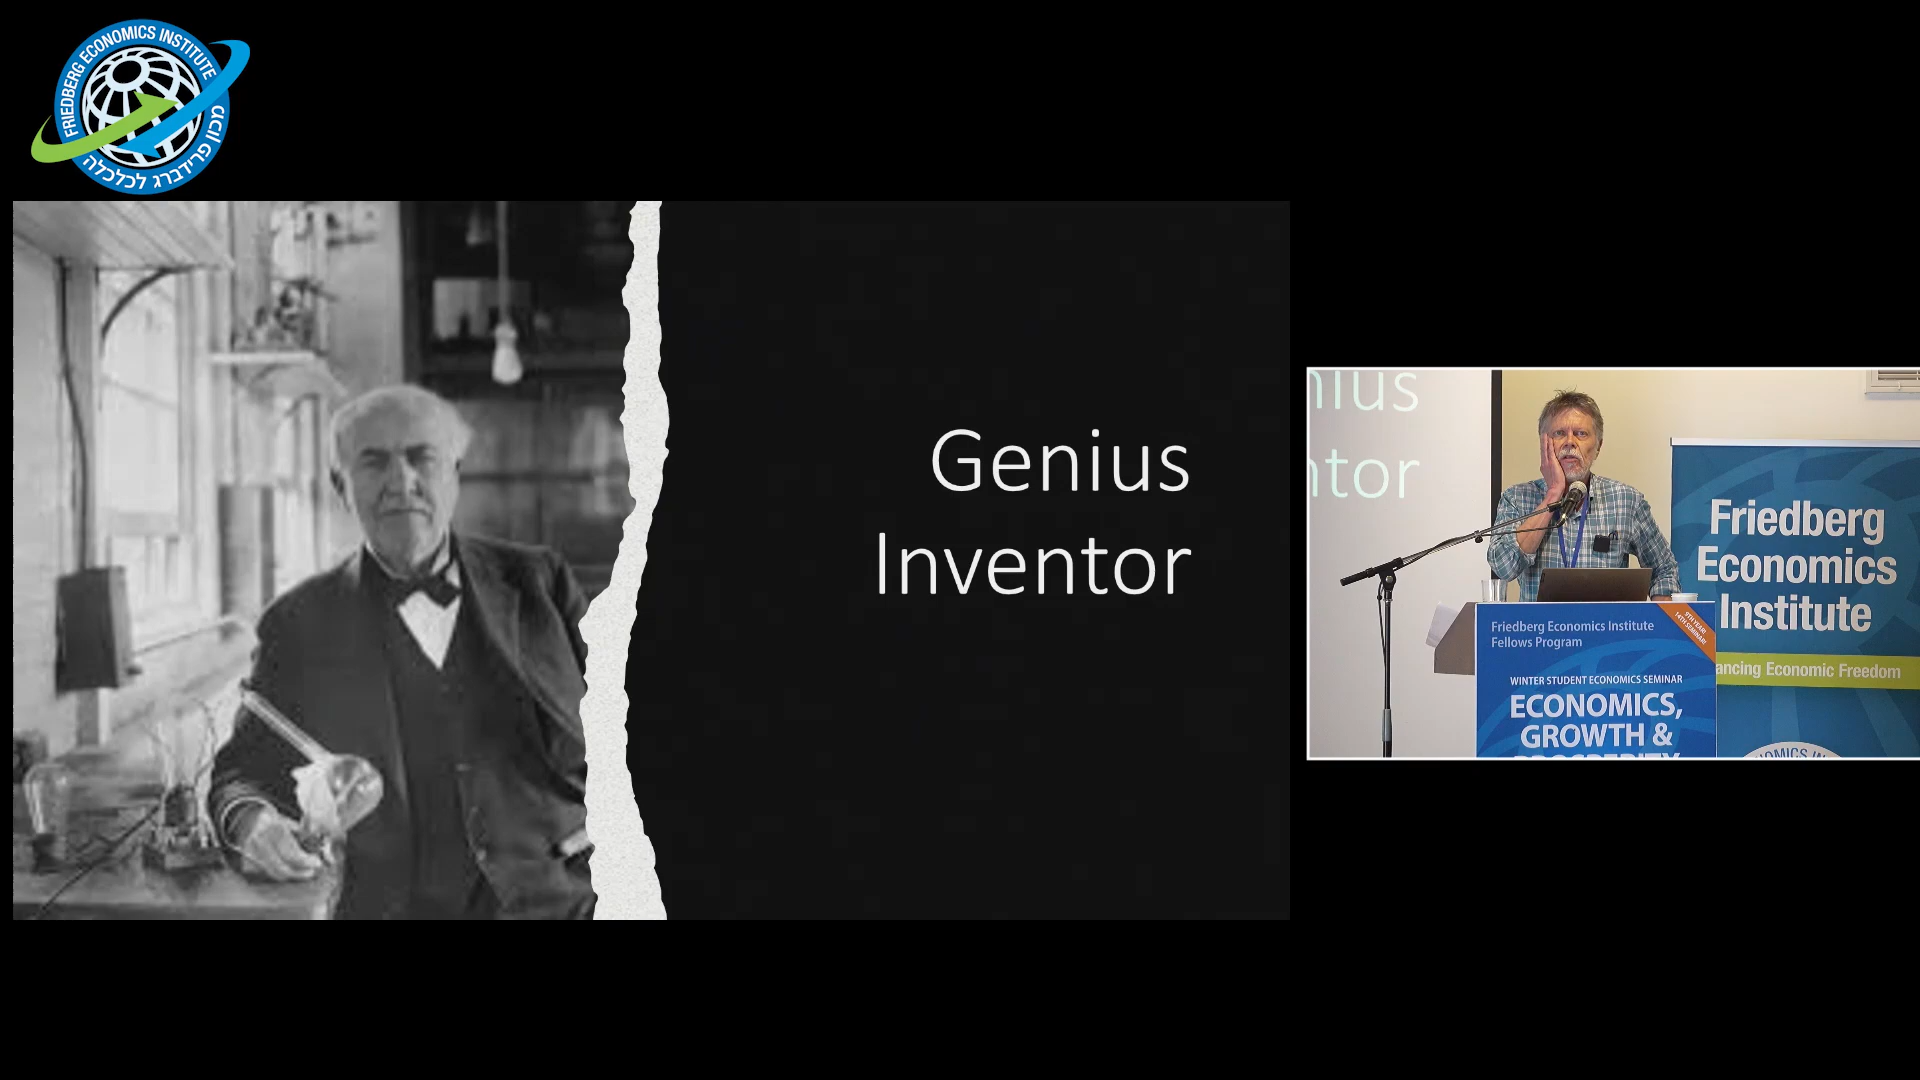 FRIEDBERG ECONOMICS INSTITUTE
מכון פרידברג לכלכלה
Genius
Inventor
nius
ntor
Friedberg
Economics
Institute
ancing Economic Freedom
Friedberg Economics Institute
Fellows Program
WINTER STUDENT ECONOMICS SEMINAR
ECONOMICS,
GROWTH &
PROSPERITY